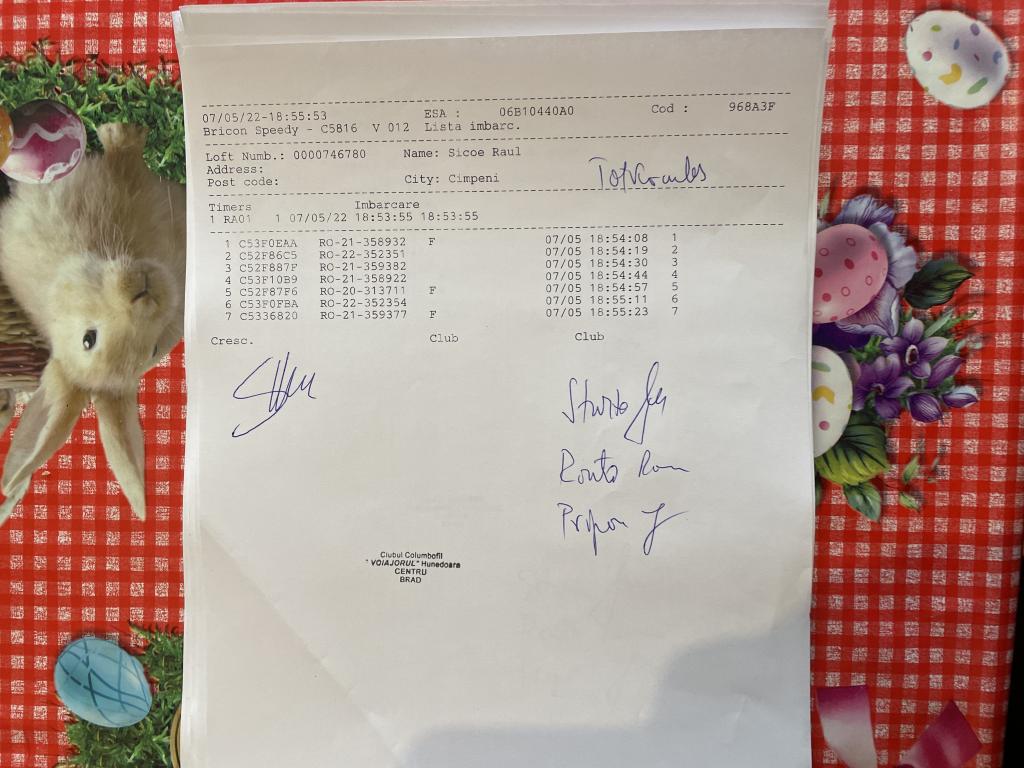 07/05/22-18:55:53 ESA : 06B10440A0 Cod : 968A3F
Bricon Speedy - C5816 V 012 Lista imbarc.
Loft Numb.: 0000746780 Name: Sicoe Raul
Address:
Post code: City: Cimpeni
Timers Imbarcare
1 RA01 1 07/05/22 18:53:55 18:53:55
1 C53F0EAA RO-21-358932 F 07/05 18:54:08 1
2 C52F86C5 RO-22-352351 07/05 18:54:19 2
3 C52F887F RO-21-359382 07/05 18:54:30 3
4 C53F10B9 RO-21-358922 07/05 18:54:44 4
5 C52F87F6 RO-20-313711 F 07/05 18:54:57 5
6 C53F0FBA RO-22-352354 07/05 18:55:11 6
7 C5336820 RO-21-359377 F 07/05 18:55:23 7
Cresc. Club Club
Clubul Columbofil
"VOIAJORUL" Hunedoara
CENTRU
BRAD